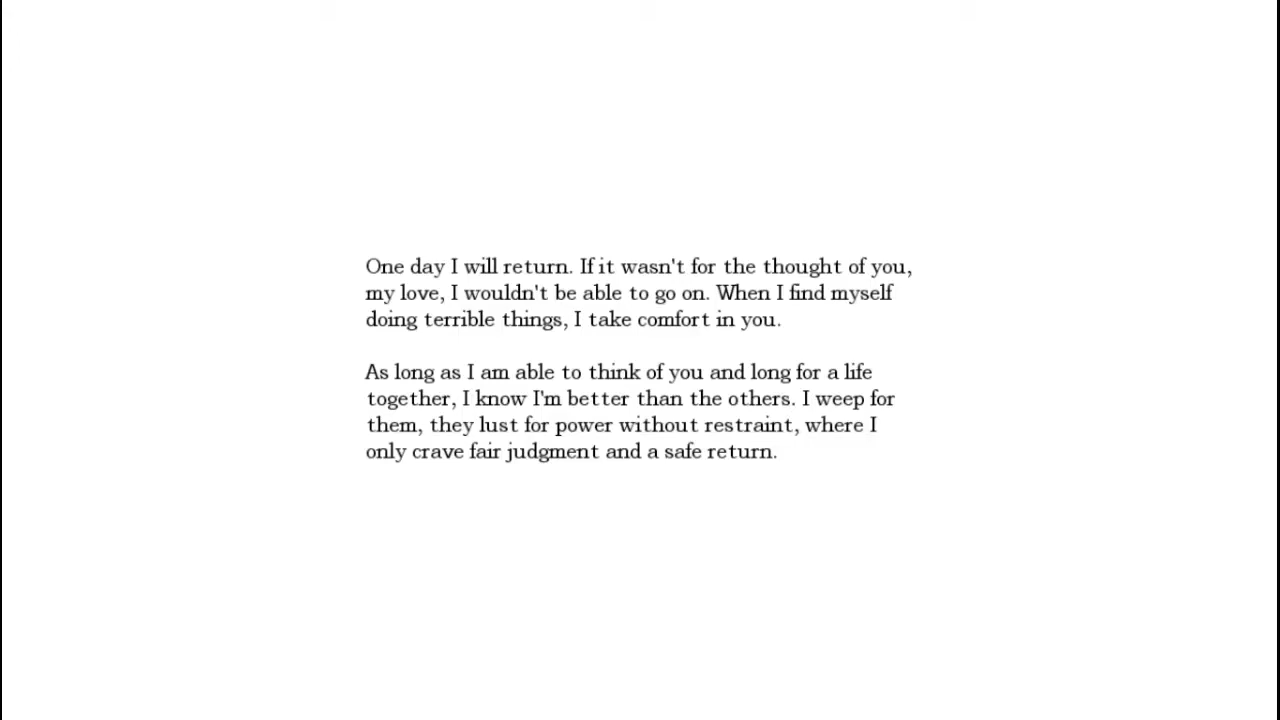 One day I will return. If it wasn't for the thought of you,
my love, I wouldn't be able to go on. When I find myself
doing terrible things, I take comfort in you.
As long as I am able to think of you and long for a life
together, I know I'm better than the others. I weep for
them, they lust for power without restraint, where I
only crave fair judgment and a safe return.